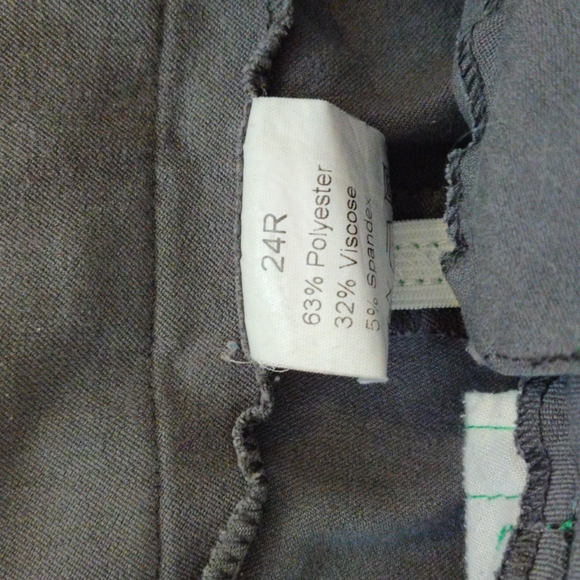 24R
63% Polyester
32% Viscose
5% Spandex